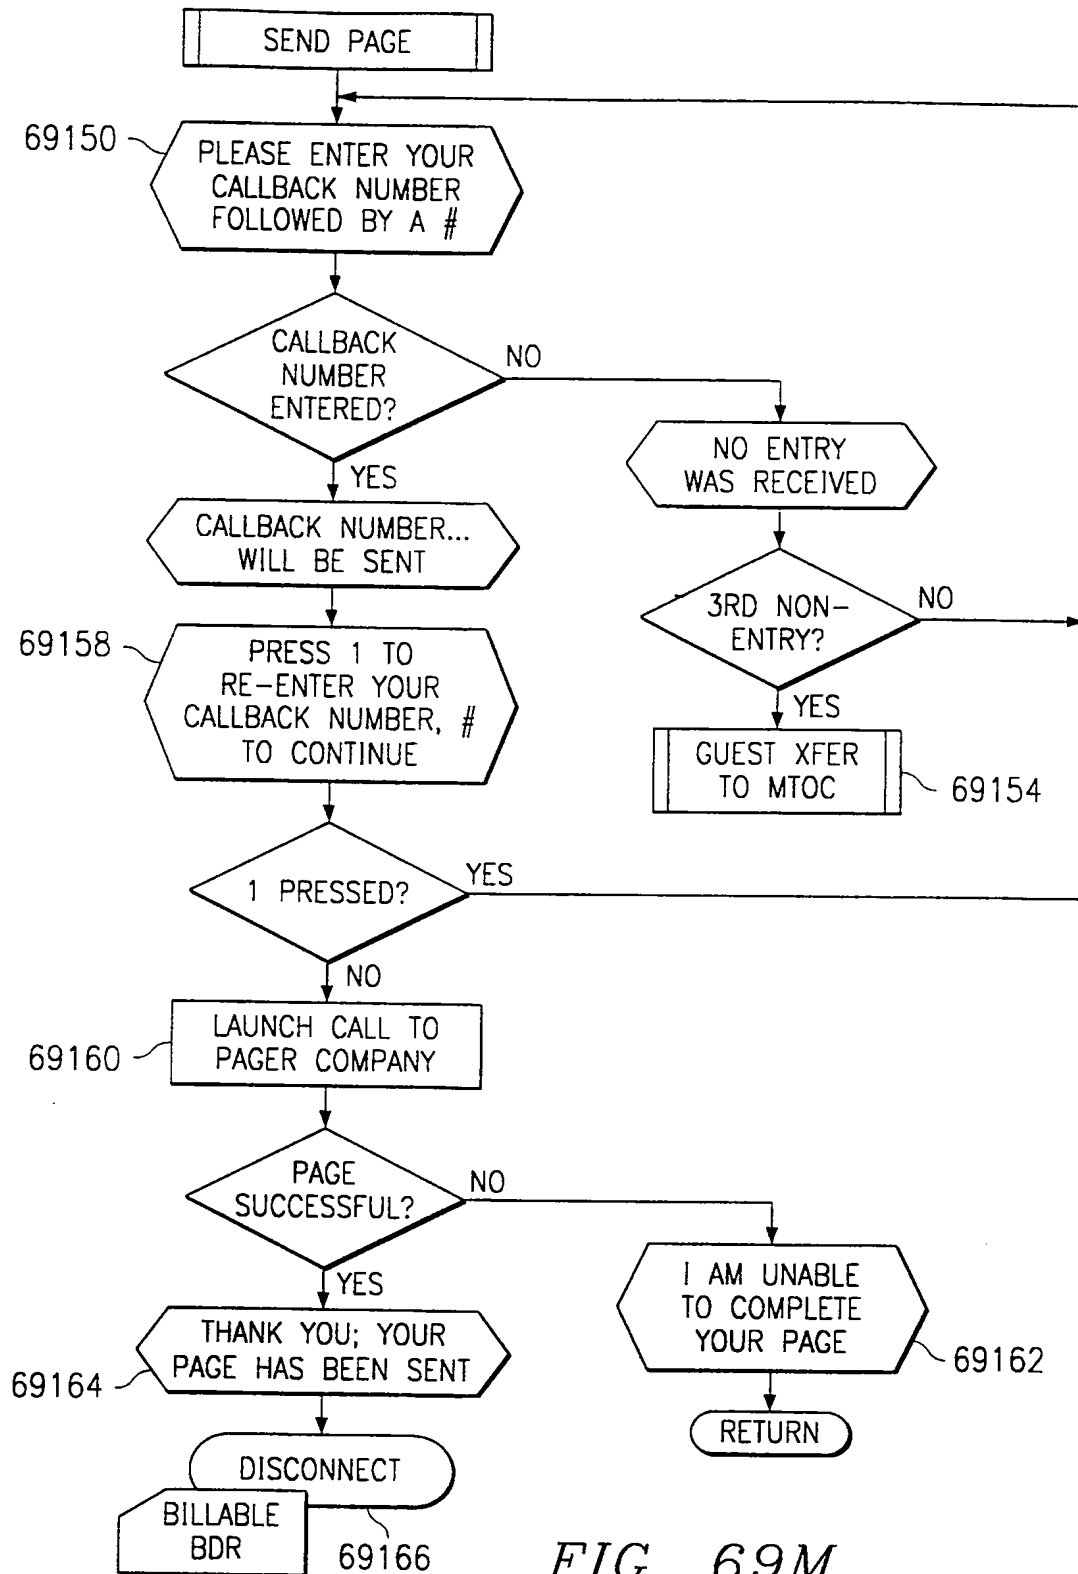 SEND PAGE
69150
PLEASE ENTER YOUR
CALLBACK NUMBER
FOLLOWED BY A #
CALLBACK
NUMBER
ENTERED?
NO
YES
NO ENTRY
WAS RECEIVED
CALLBACK NUMBER...
WILL BE SENT
3RD NON-
ENTRY?
NO
YES
69158
PRESS 1 TO
RE-ENTER YOUR
CALLBACK NUMBER, #
TO CONTINUE
GUEST XFER
TO MTOC
69154
1 PRESSED?
YES
NO
69160
LAUNCH CALL TO
PAGER COMPANY
PAGE
SUCCESSFUL?
NO
YES
I AM UNABLE
TO COMPLETE
YOUR PAGE
69162
THANK YOU; YOUR
PAGE HAS BEEN SENT
69164
RETURN
DISCONNECT
BILLABLE
BDR
69166
FIG. 69M